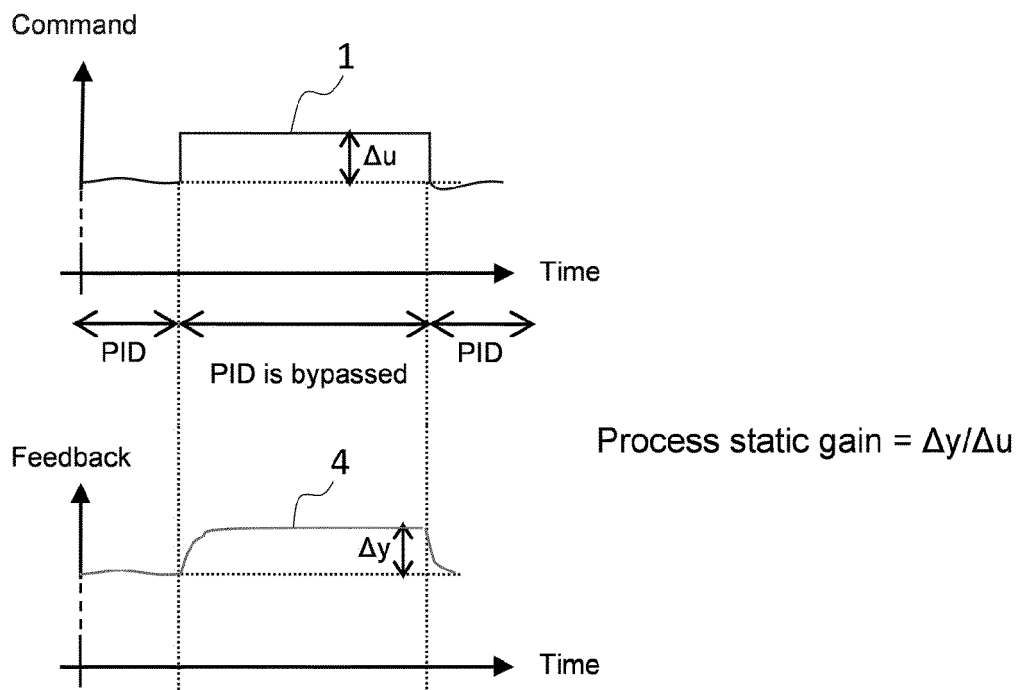 Command
1
Δu
Time
PID
PID is bypassed
PID
Process static gain = Δy/Δu
Feedback
4
Δy
Time